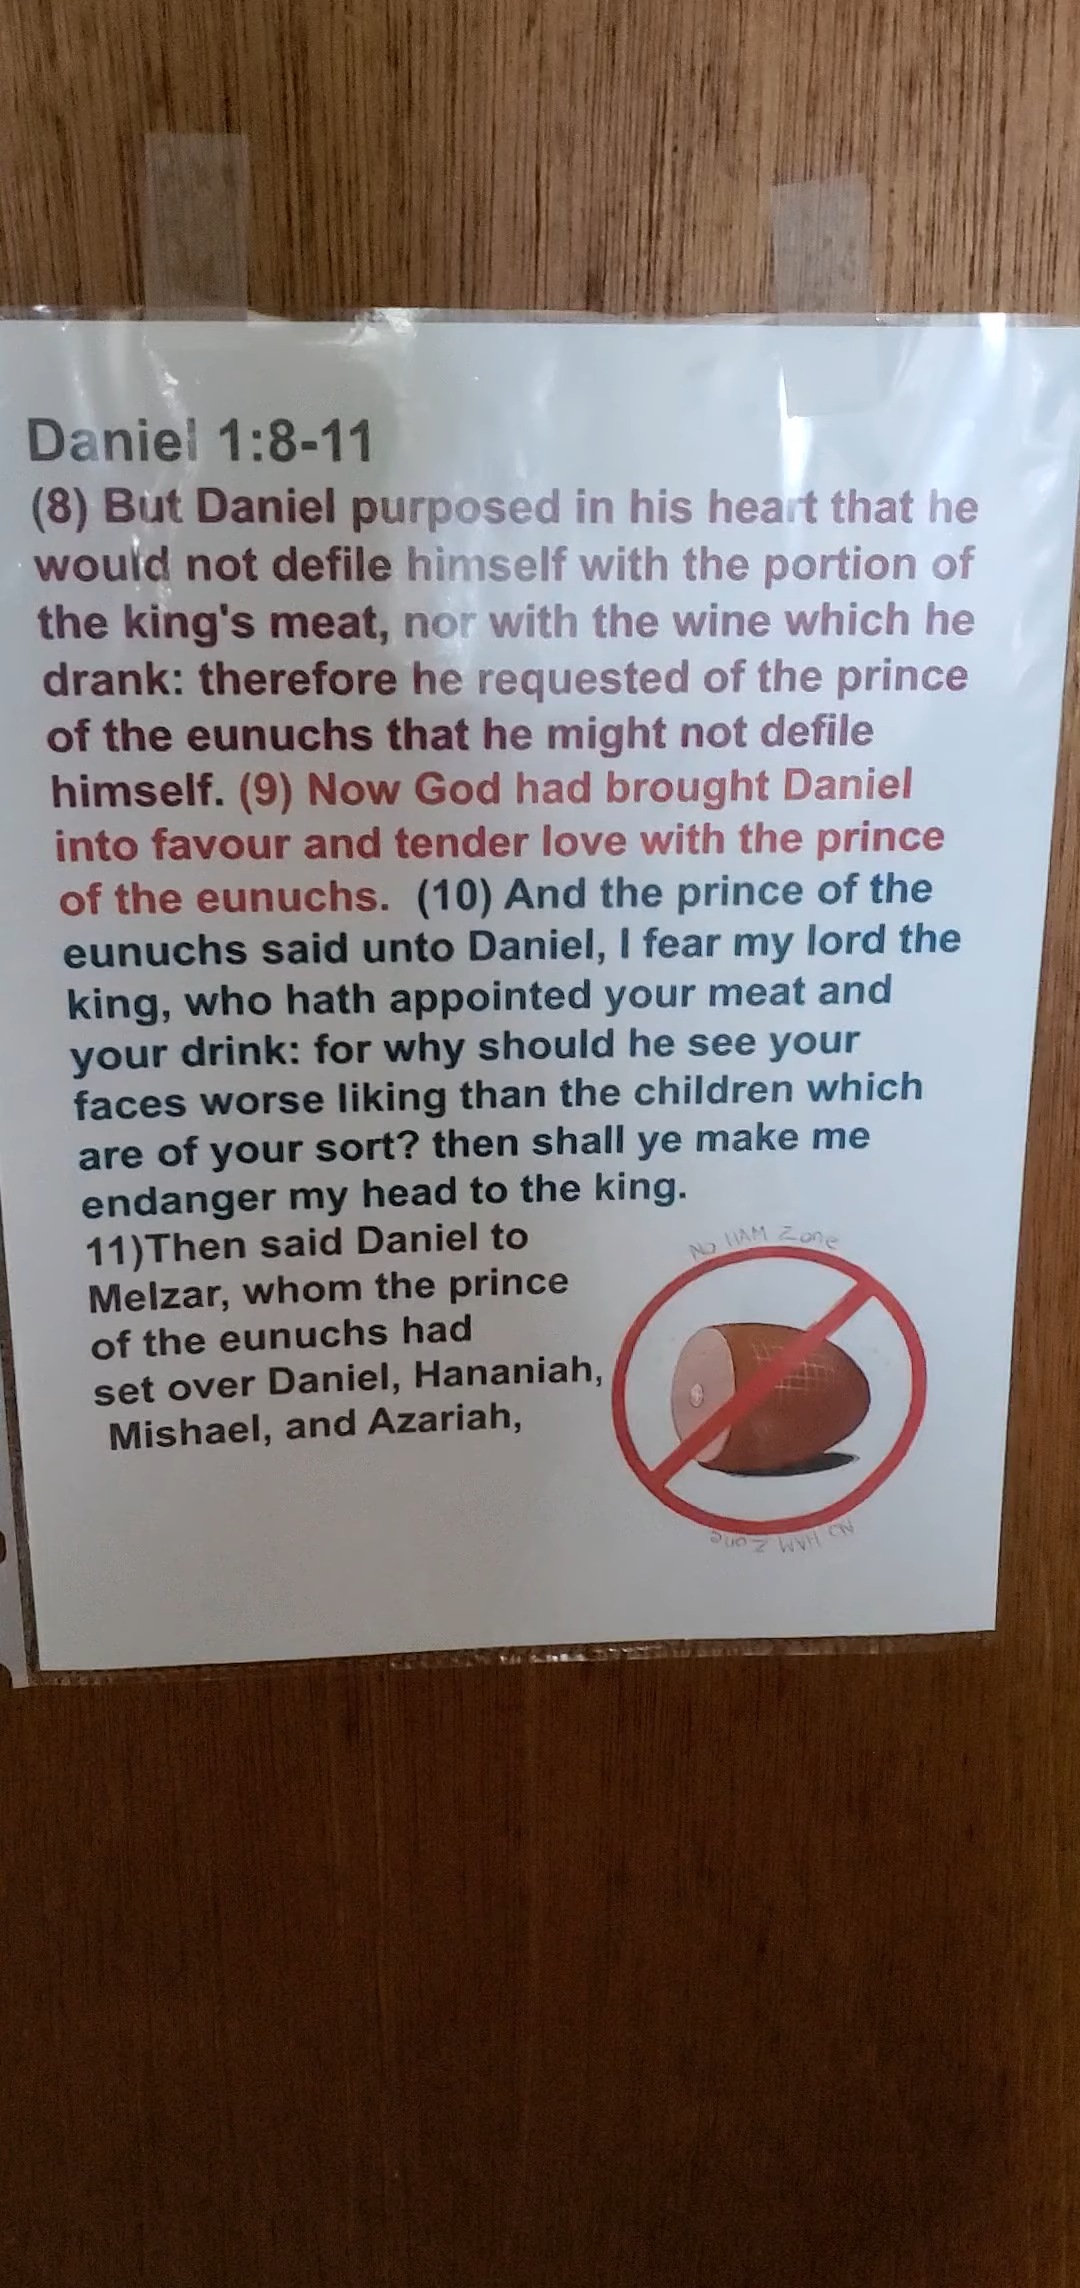 Daniel 1:8-11
(8) But Daniel purposed in his heart that he
would not defile himself with the portion of
the king's meat, nor with the wine which he
drank: therefore he requested of the prince
of the eunuchs that he might not defile
himself. (9) Now God had brought Daniel
into favour and tender love with the prince
of the eunuchs. (10) And the prince of the
eunuchs said unto Daniel, I fear my lord the
king, who hath appointed your meat and
your drink: for why should he see your
faces worse liking than the children which
are of your sort? then shall ye make me
endanger my head to the king.
11)Then said Daniel to
Melzar, whom the prince
of the eunuchs had
set over Daniel, Hananiah,
Mishael, and Azariah,
No HAM Zone
No HAM Zone